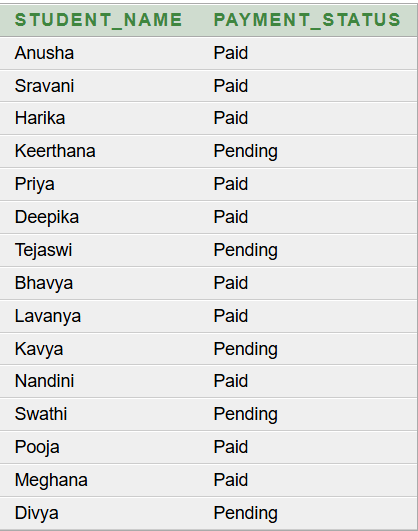 STUDENT_NAME PAYMENT_STATUS
Anusha Paid
Sravani Paid
Harika Paid
Keerthana Pending
Priya Paid
Deepika Paid
Tejaswi Pending
Bhavya Paid
Lavanya Paid
Kavya Pending
Nandini Paid
Swathi Pending
Pooja Paid
Meghana Paid
Divya Pending